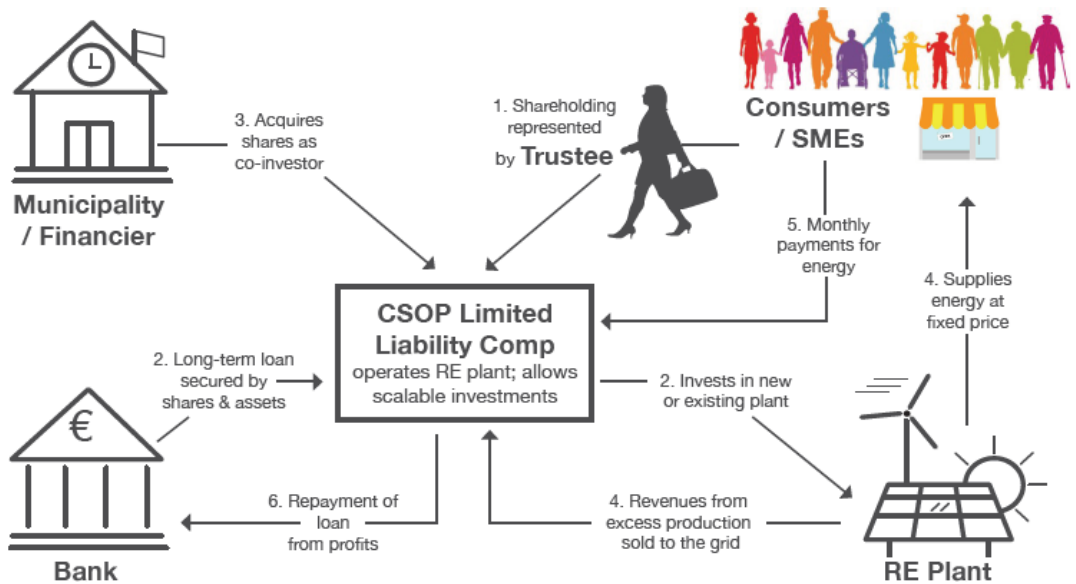 Municipality
/ Financier
3. Acquires
shares as
co-investor
1. Shareholding
represented
by Trustee
Consumers
/ SMEs
OPEN
5. Monthly
payments for
energy
4. Supplies
energy at
fixed price
CSOP Limited
Liability Comp
operates RE plant; allows
scalable investments
2. Long-term loan
secured by
shares & assets
2. Invests in new
or existing plant
€
6. Repayment of
loan
from profits
4. Revenues from
excess production
sold to the grid
Bank
RE Plant